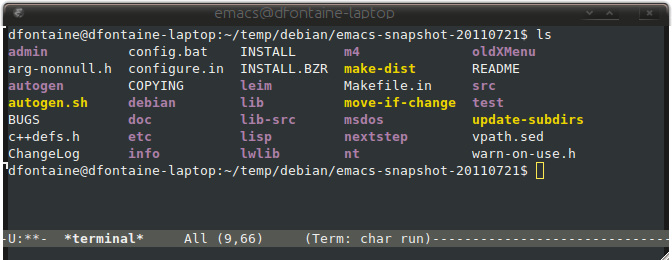 emacs@dfontaine-laptop
dfontaine@dfontaine-laptop:~/temp/debian/emacs-snapshot-20110721$ ls
admin config.bat INSTALL m4 oldXMenu
arg-nonnull.h configure.in INSTALL.BZR make-dist README
autogen COPYING leim Makefile.in src
autogen.sh debian lib move-if-change test
BUGS doc lib-src msdos update-subdirs
c++defs.h etc lisp nextstep vpath.sed
ChangeLog info lwlib nt warn-on-use.h
dfontaine@dfontaine-laptop:~/temp/debian/emacs-snapshot-20110721$
-U:**- *terminal* All (9,66) (Term: char run)------------------------------